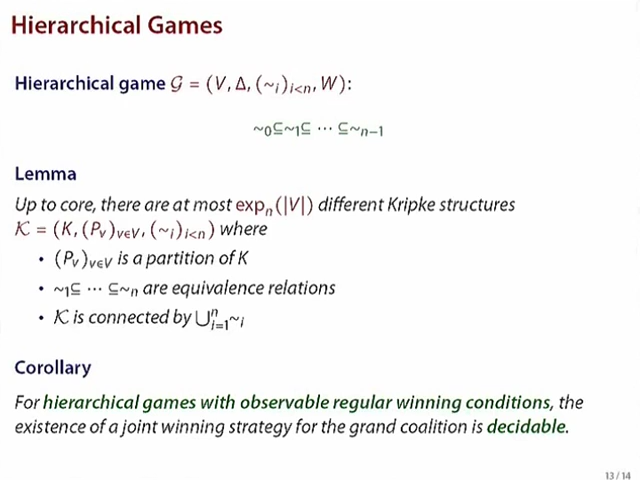 Hierarchical Games
Hierarchical game 𝒢 = (V, Δ, (~ᵢ)ᵢ<ₙ, W):
~₀⊆~₁⊆ ⋯ ⊆~ₙ₋₁
Lemma
Up to core, there are at most expₙ(|V|) different Kripke structures
𝒦 = (K, (Pᵥ)ᵥ∈V, (~ᵢ)ᵢ<ₙ) where
• (Pᵥ)ᵥ∈V is a partition of K
• ~₁⊆ ⋯ ⊆~ₙ are equivalence relations
• 𝒦 is connected by ⋃ⁿᵢ₌₁~ᵢ
Corollary
For hierarchical games with observable regular winning conditions, the
existence of a joint winning strategy for the grand coalition is decidable.
13 / 14